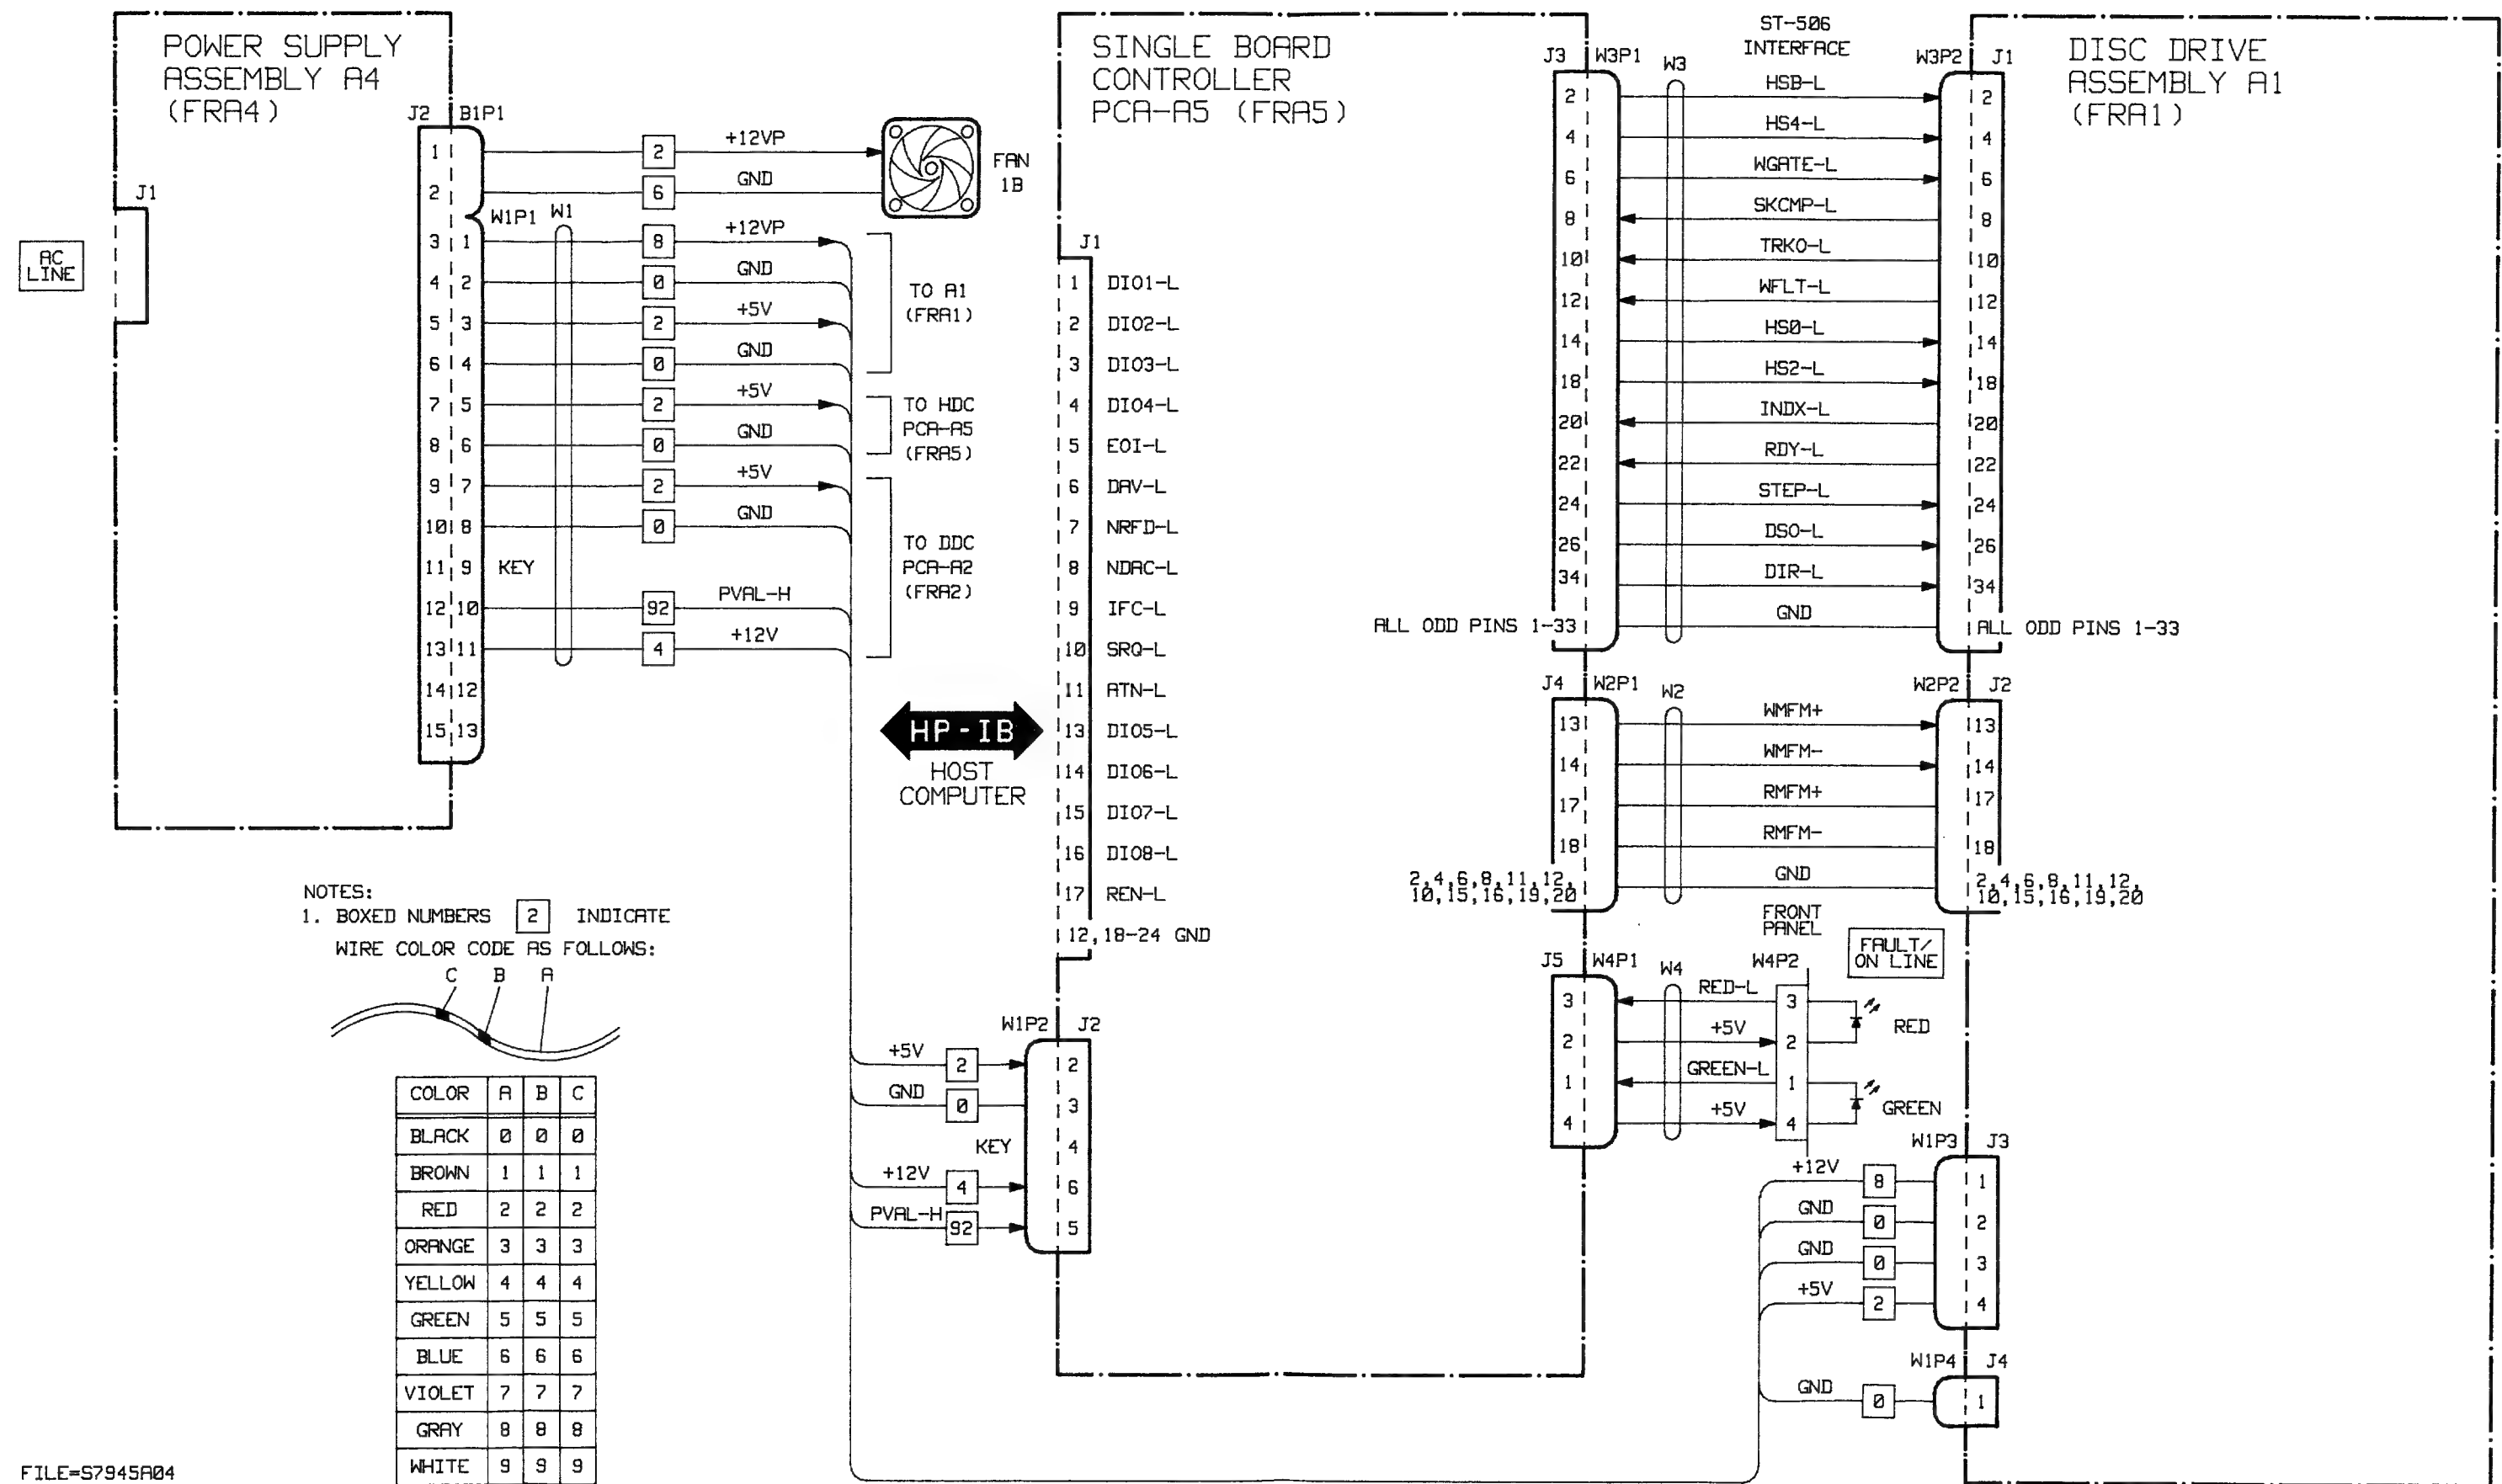 POWER SUPPLY
ASSEMBLY A4
(FRA4)
J1
AC
LINE
J2 B1P1
1 2 +12VP
2 6 GND
FAN
1B
W1P1 W1
3 1 8 +12VP
4 2 0 GND
5 3 2 +5V
6 4 0 GND
TO A1
(FRA1)
7 5 2 +5V
8 6 0 GND
TO HDC
PCA-A5
(FRA5)
9 7 2 +5V
10 8 0 GND
11 9 KEY
12 10 92 PVAL-H
13 11 4 +12V
14 12
15 13
TO DDC
PCA-A2
(FRA2)
HP-IB
HOST
COMPUTER
SINGLE BOARD
CONTROLLER
PCA-A5 (FRA5)
J1
1 DIO1-L
2 DIO2-L
3 DIO3-L
4 DIO4-L
5 EOI-L
6 DAV-L
7 NRFD-L
8 NDAC-L
9 IFC-L
10 SRQ-L
11 ATN-L
13 DIO5-L
14 DIO6-L
15 DIO7-L
16 DIO8-L
17 REN-L
12,18-24 GND
W1P2 J2
+5V 2 2
GND 0 3
KEY 4
+12V 4 6
PVAL-H 92 5
ST-506
INTERFACE
J3 W3P1 W3 W3P2 J1
2 HSB-L 2
4 HS4-L 4
6 WGATE-L 6
8 SKCMP-L 8
10 TRKO-L 10
12 WFLT-L 12
14 HS0-L 14
18 HS2-L 18
20 INDX-L 20
22 RDY-L 22
24 STEP-L 24
26 DSO-L 26
34 DIR-L 34
ALL ODD PINS 1-33 GND ALL ODD PINS 1-33
DISC DRIVE
ASSEMBLY A1
(FRA1)
J4 W2P1 W2 W2P2 J2
13 WMFM+ 13
14 WMFM- 14
17 RMFM+ 17
18 RMFM- 18
2,4,6,8,11,12, GND 2,4,6,8,11,12,
10,15,16,19,20 10,15,16,19,20
FRONT
PANEL
FAULT/
ON LINE
J5 W4P1 W4 W4P2
3 RED-L 3
2 +5V 2
RED
1 GREEN-L 1
4 +5V 4
GREEN
W1P3 J3
+12V 8 1
GND 0 2
GND 0 3
+5V 2 4
W1P4 J4
GND 0 1
NOTES:
1. BOXED NUMBERS 2 INDICATE
WIRE COLOR CODE AS FOLLOWS:
C B A
COLOR A B C
BLACK 0 0 0
BROWN 1 1 1
RED 2 2 2
ORANGE 3 3 3
YELLOW 4 4 4
GREEN 5 5 5
BLUE 6 6 6
VIOLET 7 7 7
GRAY 8 8 8
WHITE 9 9 9
FILE=S7945A04